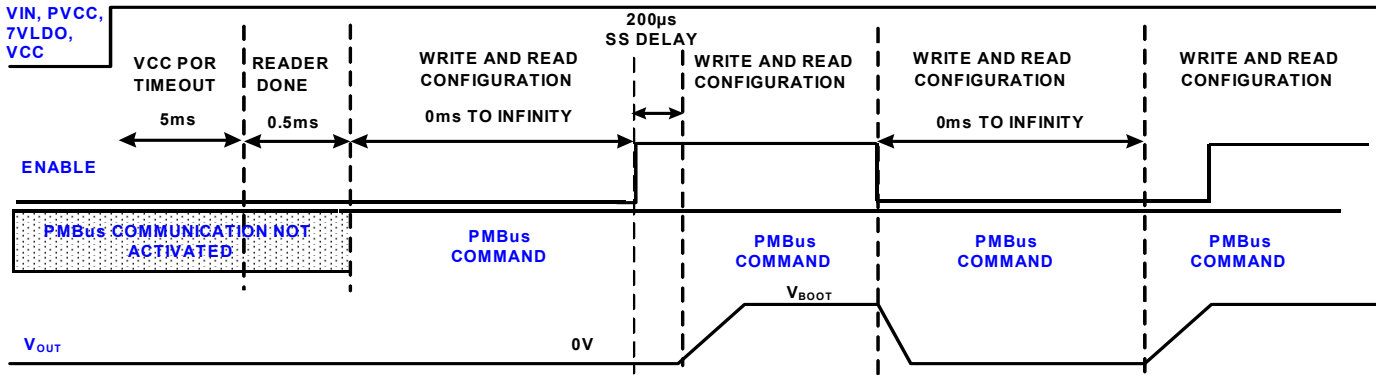 VIN, PVCC,
7VLDO,
VCC
VCC POR
TIMEOUT
5ms
READER
DONE
0.5ms
WRITE AND READ
CONFIGURATION
0ms TO INFINITY
200µs
SS DELAY
WRITE AND READ
CONFIGURATION
WRITE AND READ
CONFIGURATION
0ms TO INFINITY
WRITE AND READ
CONFIGURATION
ENABLE
PMBus COMMUNICATION NOT
ACTIVATED
PMBus
COMMAND
PMBus
COMMAND
PMBus
COMMAND
PMBus
COMMAND
VOUT
0V
VBOOT